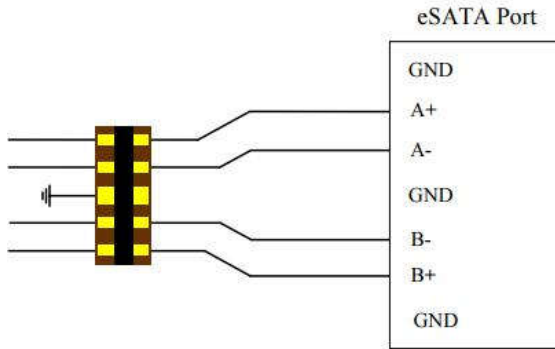 eSATA Port
GND
A+
A-
GND
B-
B+
GND